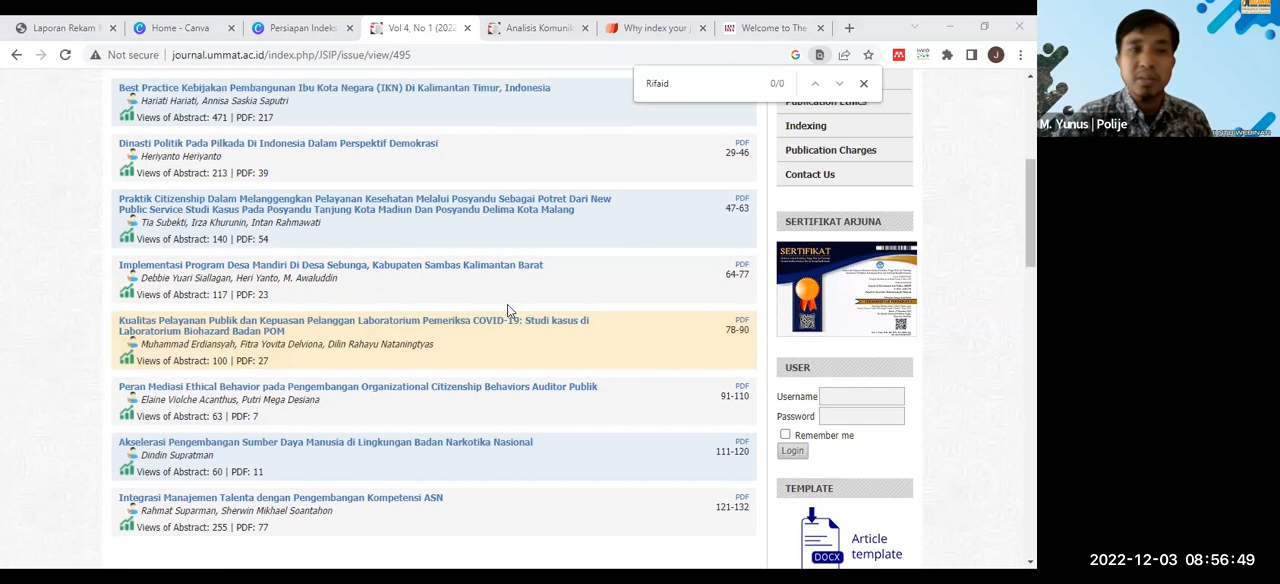 Laporan Rekam I
Home - Canva
Persiapan Indeks
Vol 4, No 1 (2022
Analisis Komunik
Why index your
Welcome to The
Not secure
journal.ummat.ac.id/index.php/JSIP/issue/view/495
J
Rifaid
0/0
Best Practice Kebijakan Pembangunan Ibu Kota Negara (IKN) Di Kalimantan Timur, Indonesia
Hariati Hariati, Annisa Saskia Saputri
Views of Abstract: 471 | PDF: 217
Dinasti Politik Pada Pilkada Di Indonesia Dalam Perspektif Demokrasi
PDF
29-46
Heriyanto Heriyanto
Views of Abstract: 213 | PDF: 39
Praktik Citizenship Dalam Melanggengkan Pelayanan Kesehatan Melalui Posyandu Sebagai Potret Dari New
Public Service Studi Kasus Pada Posyandu Tanjung Kota Madiun Dan Posyandu Delima Kota Malang
PDF
47-63
Tia Subekti, Irza Khurunin, Intan Rahmawati
Views of Abstract: 140 | PDF: 54
Implementasi Program Desa Mandiri Di Desa Sebunga, Kabupaten Sambas Kalimantan Barat
PDF
64-77
Debbie Yuari Siallagan, Heri Yanto, M. Awaluddin
Views of Abstract: 117 | PDF: 23
Kualitas Pelayanan Publik dan Kepuasan Pelanggan Laboratorium Pemeriksa COVID-19: Studi kasus di
Laboratorium Biohazard Badan POM
PDF
78-90
Muhammad Erdiansyah, Fitra Yovita Delviona, Dilin Rahayu Nataningtyas
Views of Abstract: 100 | PDF: 27
Peran Mediasi Ethical Behavior pada Pengembangan Organizational Citizenship Behaviors Auditor Publik
PDF
91-110
Elaine Violche Acanthus, Putri Mega Desiana
Views of Abstract: 63 | PDF: 7
Akselerasi Pengembangan Sumber Daya Manusia di Lingkungan Badan Narkotika Nasional
PDF
111-120
Dindin Supratman
Views of Abstract: 60 | PDF: 11
Integrasi Manajemen Talenta dengan Pengembangan Kompetensi ASN
PDF
121-132
Rahmat Suparman, Sherwin Mikhael Soantahon
Views of Abstract: 255 | PDF: 77
Publication Ethics
Indexing
Publication Charges
Contact Us
SERTIFIKAT ARJUNA
SERTIFIKAT
USER
Username
Password
Remember me
Login
TEMPLATE
Article
template
DOCX
M. Yunus | Polije
WEBINAR
2022-12-03 08:56:49